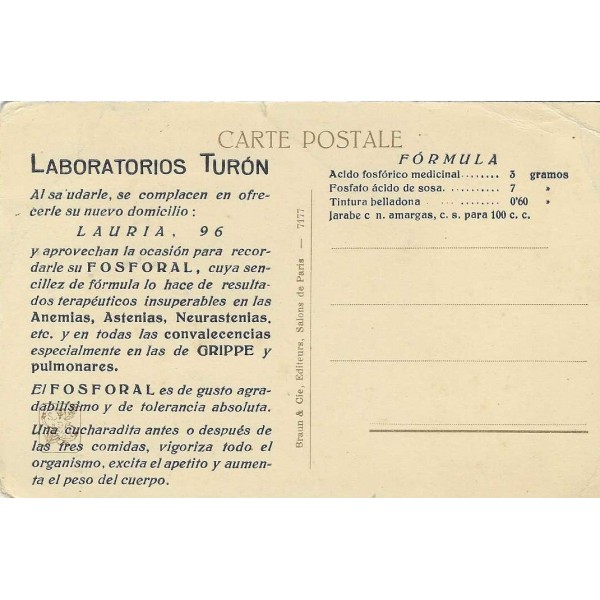 CARTE POSTALE
LABORATORIOS TURÓN
Al sa udarle, se complacen en ofre-
cerle su nuevo domicilio :
LAURIA, 96
y aprovechan la ocasión para recor-
darle su FOSFORAL, cuya sen-
cillez de fórmula lo hace de resulta-
dos terapéuticos insuperables en las
Anemias, Astenias, Neurastenias,
etc. y en todas las convalecencias
especialmente en las de GRIPPE y
pulmonares.
El FOSFORAL es de gusto agra-
dabilísimo y de tolerancia absoluta.
Una cucharadita antes o después de
las tres comidas, vigoriza todo el
organismo, excita el apetito y aumen-
ta el peso del cuerpo.
Braun & Cie, Editeurs, Salons de Paris — 7177
FÓRMULA
Acido fosfórico medicinal........ 3 gramos
Fosfato ácido de sosa. .......... 7 »
Tintura belladona . ... ........ 0'60 »
Jarabe c n. amargas, c. s. para 100 c. c.